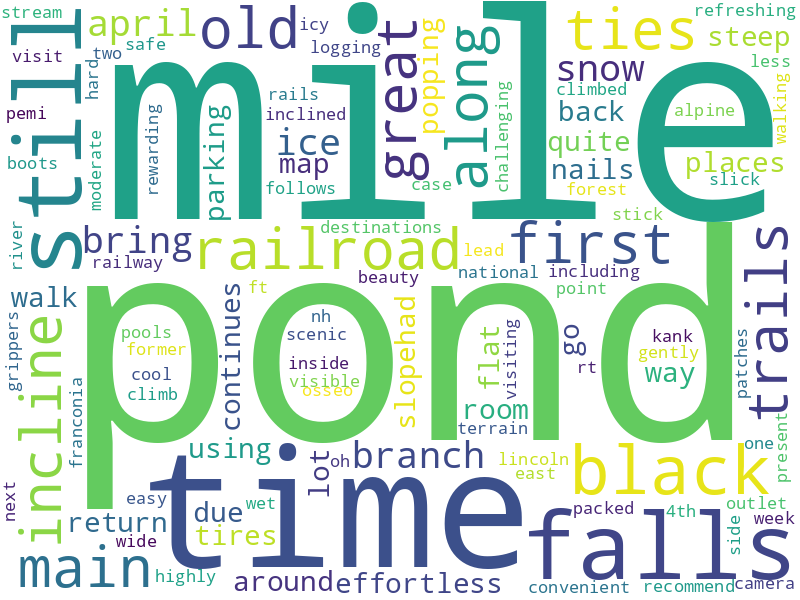 stream
april
old
icy
great
popping
along
ties
refreshing
steep
visit
still
two
safe
logging
mile
less
hard
snow
pemi
rails
inclined
climbed
back
alpine
walking
boots
moderate
rewarding
parking
ice
map
follows
case
challenging
quite
nails
forest
places
slick
river
bring
railway
railroad
destinations
beauty
lead
first
national
including
stick
point
trails
walk
grippers
incline
franconia
pond
pools
former
cool
climb
continues
ft
nh
scenic
inside
visible
osseo
slopehad
flat
visiting
go
rt
kank
gently
way
patches
room
terrain
next
easy
return
wide
main
highly
using
time
due
wet
tires
around
lot
oh
branch
effortless
lincoln
east
falls
black
packed
convenient
4th
recommend
side
outlet
week
camera
one
present